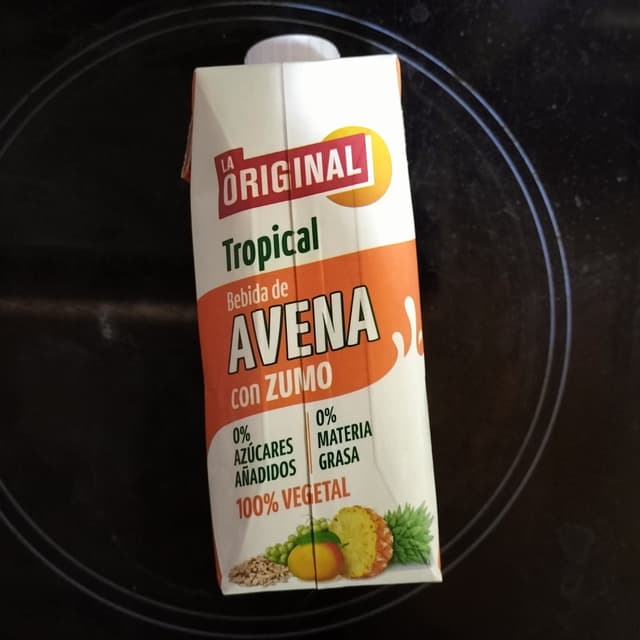 LA
ORIGINAL
Tropical
Bebida de
AVENA
con ZUMO
0%
AZÚCARES
AÑADIDOS
0%
MATERIA
GRASA
100% VEGETAL